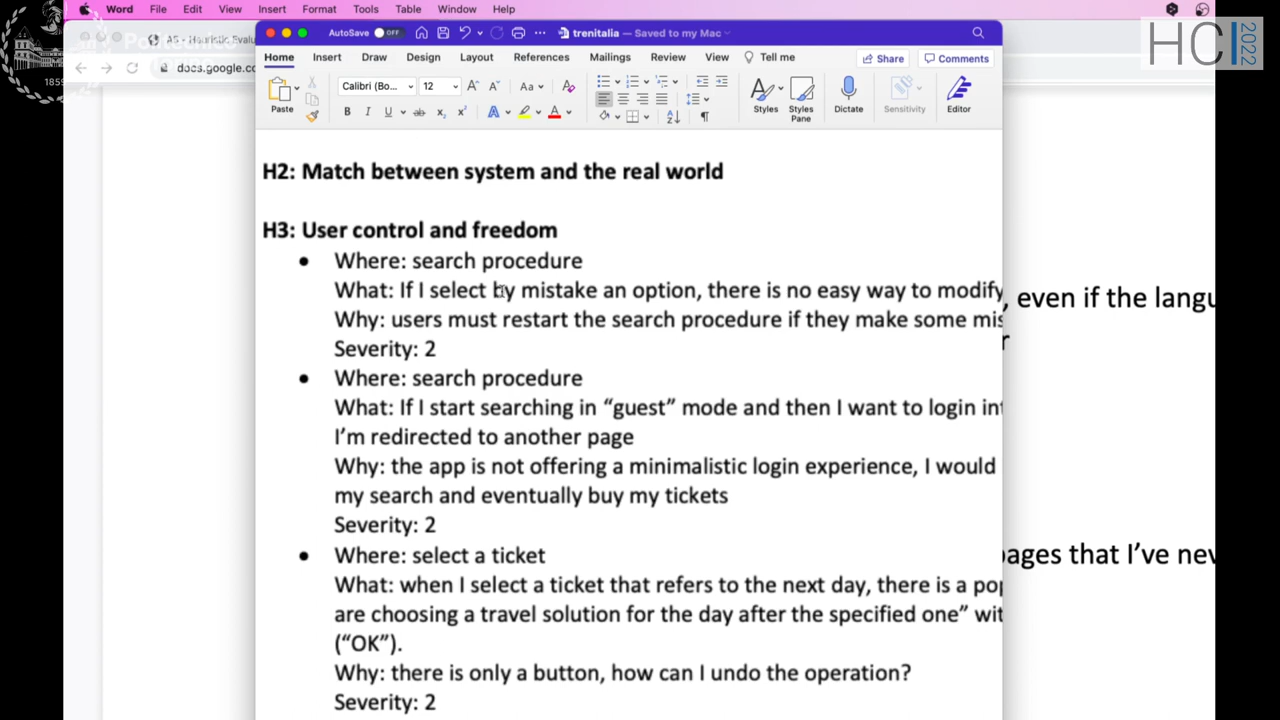 Word File Edit View Insert Format Tools Table Window Help
AutoSave OFF trenitalia — Saved to my Mac
A5 - Heuristic Evalu
docs.google.co
Home Insert Draw Design Layout References Mailings Review View Tell me Share Comments
Calibri (Bo... 12 Aa
Paste Styles Styles Pane Dictate Sensitivity Editor
HCI 2022
1859
H2: Match between system and the real world
H3: User control and freedom
Where: search procedure
What: If I select by mistake an option, there is no easy way to modify
Why: users must restart the search procedure if they make some mis
Severity: 2
Where: search procedure
What: If I start searching in “guest” mode and then I want to login int
I’m redirected to another page
Why: the app is not offering a minimalistic login experience, I would
my search and eventually buy my tickets
Severity: 2
Where: select a ticket
What: when I select a ticket that refers to the next day, there is a pop
are choosing a travel solution for the day after the specified one” wit
(“OK”).
Why: there is only a button, how can I undo the operation?
Severity: 2
, even if the langu
r
pages that I’ve nev